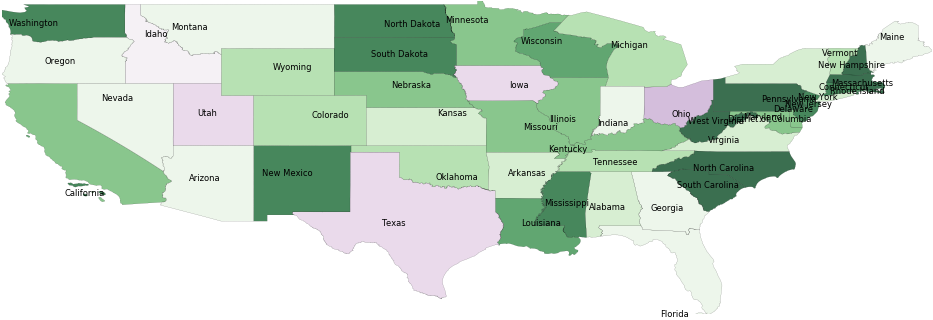 Washington
Montana
North Dakota
Minnesota
Idaho
Maine
Oregon
Wisconsin
Michigan
South Dakota
Vermont
Wyoming
New Hampshire
Nebraska
Iowa
Massachusetts
Connecticut
Rhode Island
Nevada
Pennsylvania
New York
New Jersey
Utah
Colorado
Kansas
Ohio
Delaware
Maryland
District of Columbia
Illinois
Indiana
West Virginia
Missouri
Virginia
Kentucky
Tennessee
North Carolina
New Mexico
Arkansas
Arizona
Oklahoma
South Carolina
California
Mississippi
Alabama
Georgia
Texas
Louisiana
Florida